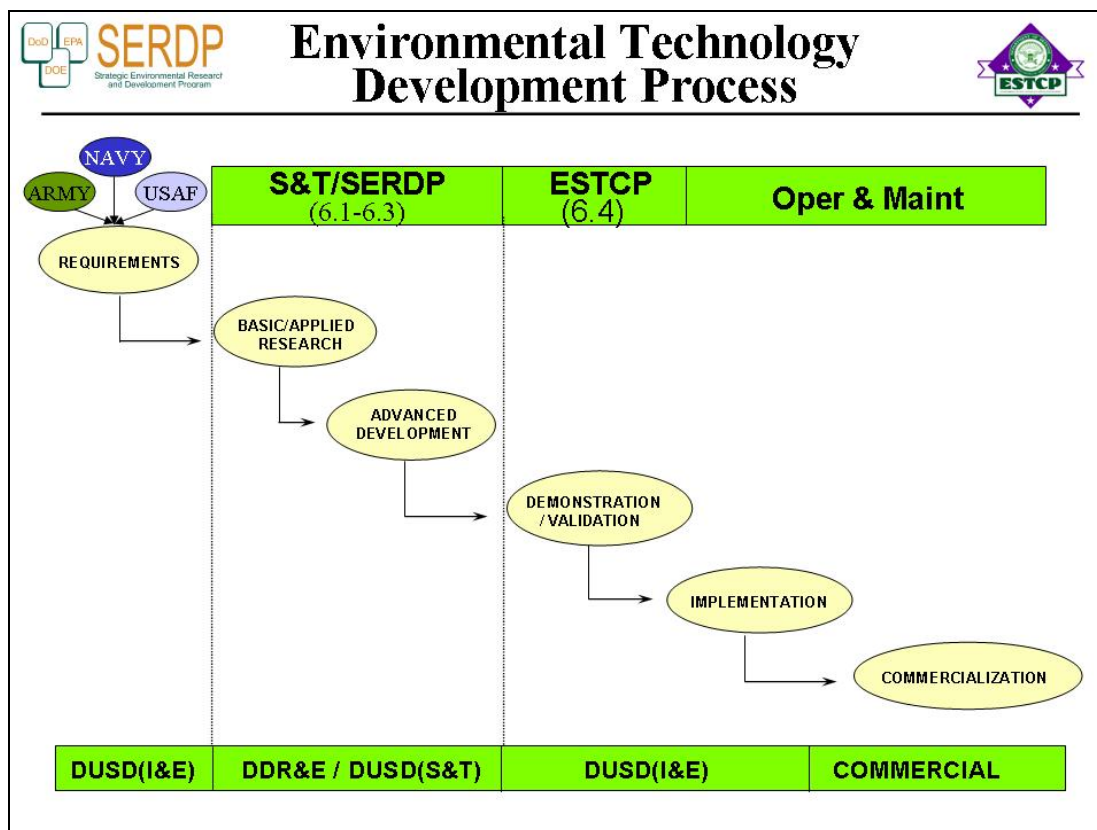 DoD
EPA
DOE
SERDP
Strategic Environmental Research
and Development Program
Environmental Technology
Development Process
ESTCP
NAVY
ARMY
USAF
S&T/SERDP
(6.1-6.3)
ESTCP
(6.4)
Oper & Maint
REQUIREMENTS
BASIC/APPLIED
RESEARCH
ADVANCED
DEVELOPMENT
DEMONSTRATION
/ VALIDATION
IMPLEMENTATION
COMMERCIALIZATION
DUSD(I&E)
DDR&E / DUSD(S&T)
DUSD(I&E)
COMMERCIAL